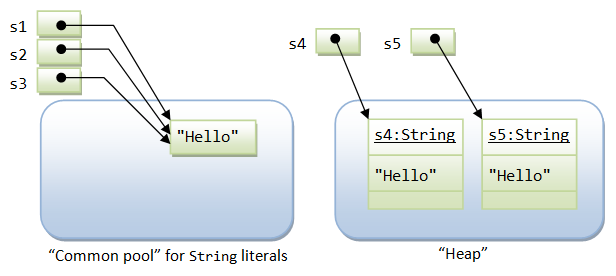 s1
s2
s3
"Hello"
“Common pool” for String literals
s4
s5
s4:String
"Hello"
s5:String
"Hello"
“Heap”